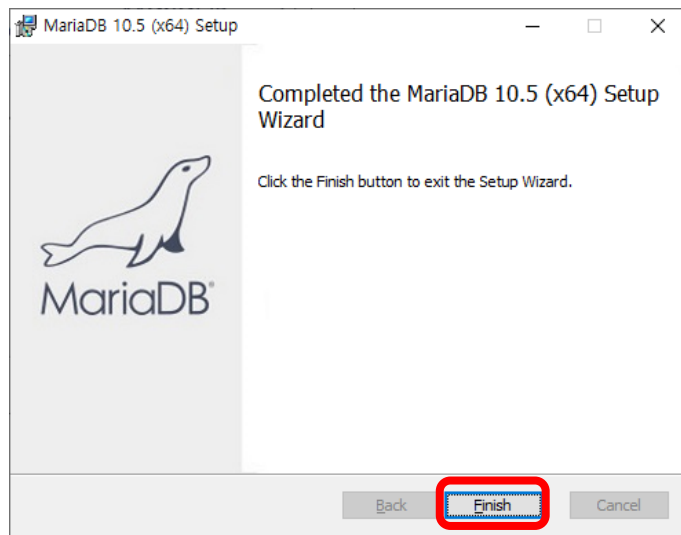 MariaDB 10.5 (x64) Setup
Completed the MariaDB 10.5 (x64) Setup
Wizard
Click the Finish button to exit the Setup Wizard.
MariaDB®
Back Finish Cancel